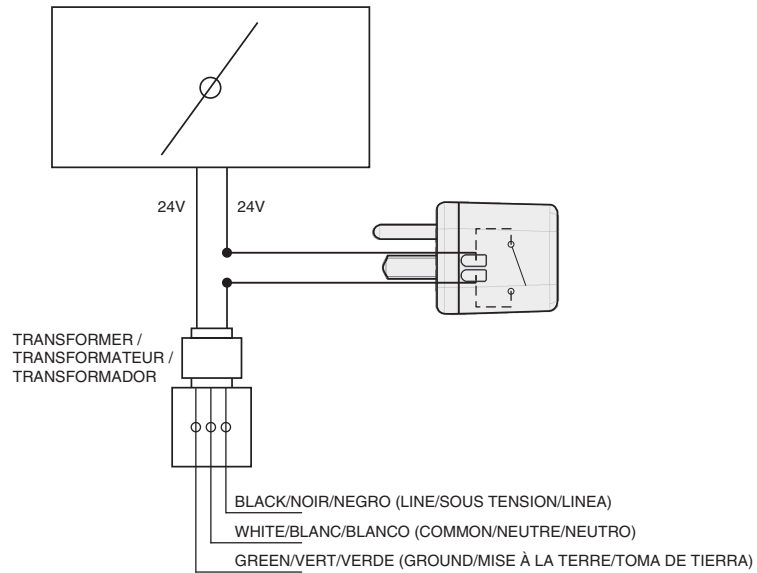 24V
24V
TRANSFORMER /
TRANSFORMATEUR /
TRANSFORMADOR
BLACK/NOIR/NEGRO (LINE/SOUS TENSION/LINEA)
WHITE/BLANC/BLANCO (COMMON/NEUTRE/NEUTRO)
GREEN/VERT/VERDE (GROUND/MISE À LA TERRE/TOMA DE TIERRA)